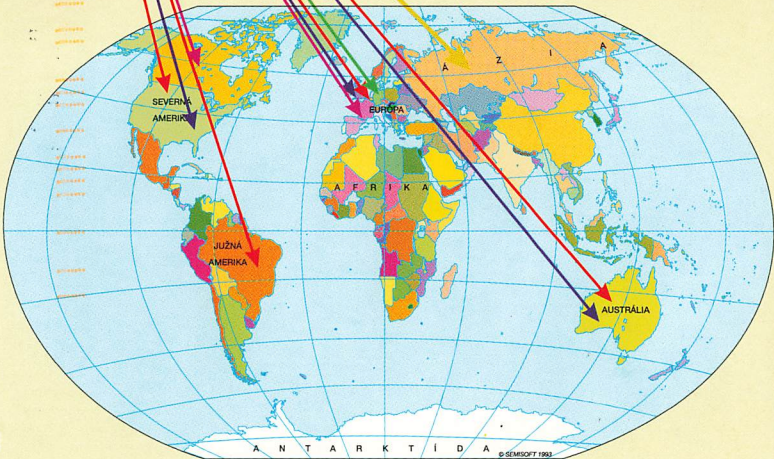 Á Z I A
SEVERNÁ
AMERIKA
EURÓPA
A F R I K A
JUŽNÁ
AMERIKA
AUSTRÁLIA
A N T A R K T Í D A
© SEMISOFT 1993